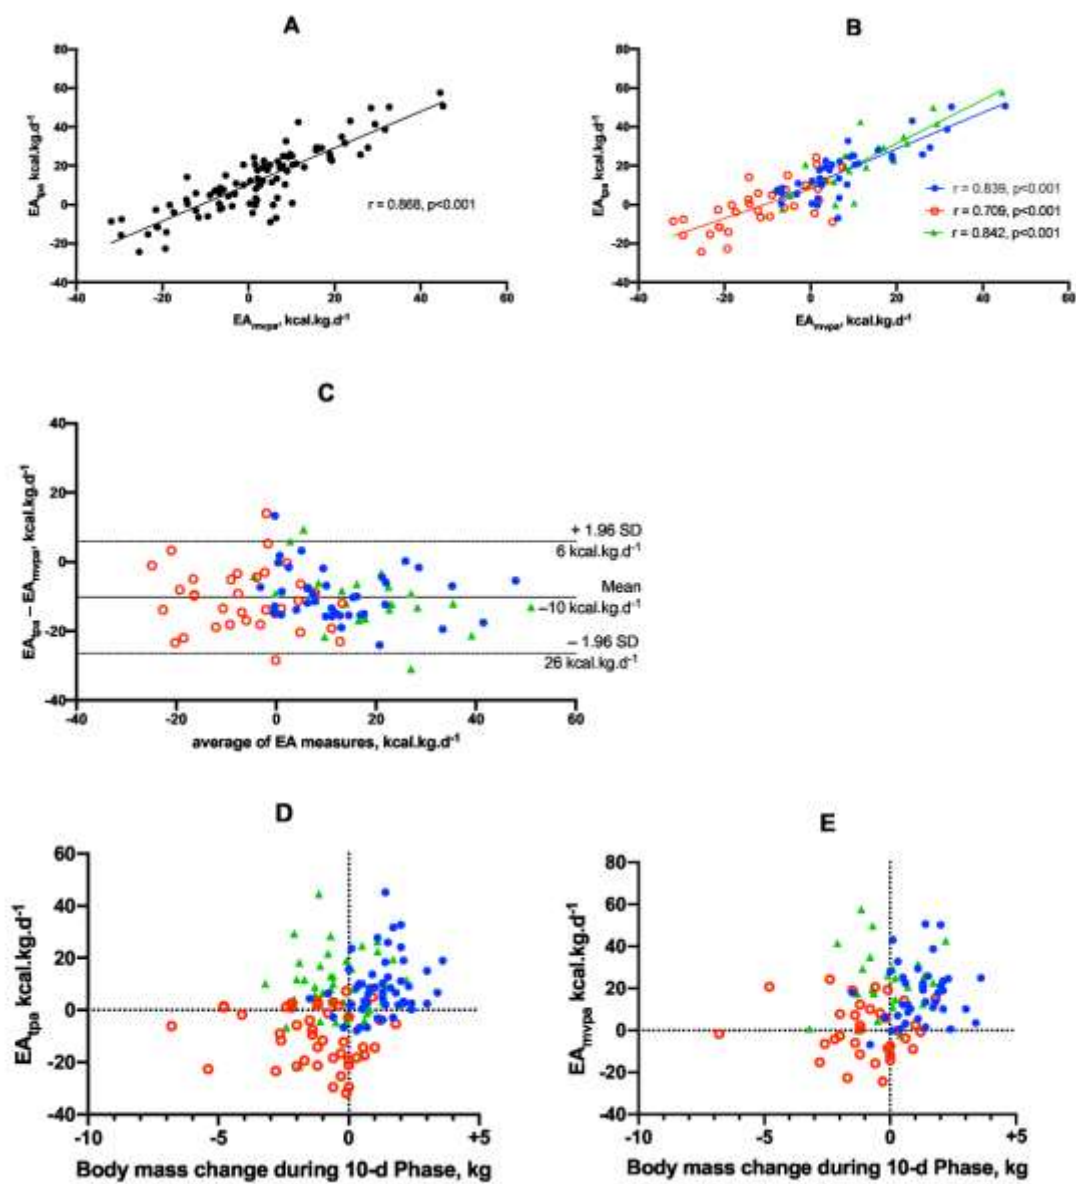 A
80
60
40
20
0
-20
-40
EAtpa, kcal.kg.d-1
r = 0.868, p<0.001
-40 -20 0 20 40 60
EAmvpa, kcal.kg.d-1
B
80
60
40
20
0
-20
-40
EAtpa, kcal.kg.d-1
r = 0.839, p<0.001
r = 0.709, p<0.001
r = 0.842, p<0.001
-40 -20 0 20 40 60
EAmvpa, kcal.kg.d-1
C
40
20
0
-20
-40
EAtpa – EAmvpa, kcal.kg.d-1
+ 1.96 SD
6 kcal.kg.d-1
Mean
–10 kcal.kg.d-1
– 1.96 SD
26 kcal.kg.d-1
-40 -20 0 20 40 60
average of EA measures, kcal.kg.d-1
D
60
40
20
0
-20
-40
EAtpa kcal.kg.d-1
-10 -5 0 +5
Body mass change during 10-d Phase, kg
E
80
60
40
20
0
-20
-40
EAmvpa kcal.kg.d-1
-10 -5 0 +5
Body mass change during 10-d Phase, kg